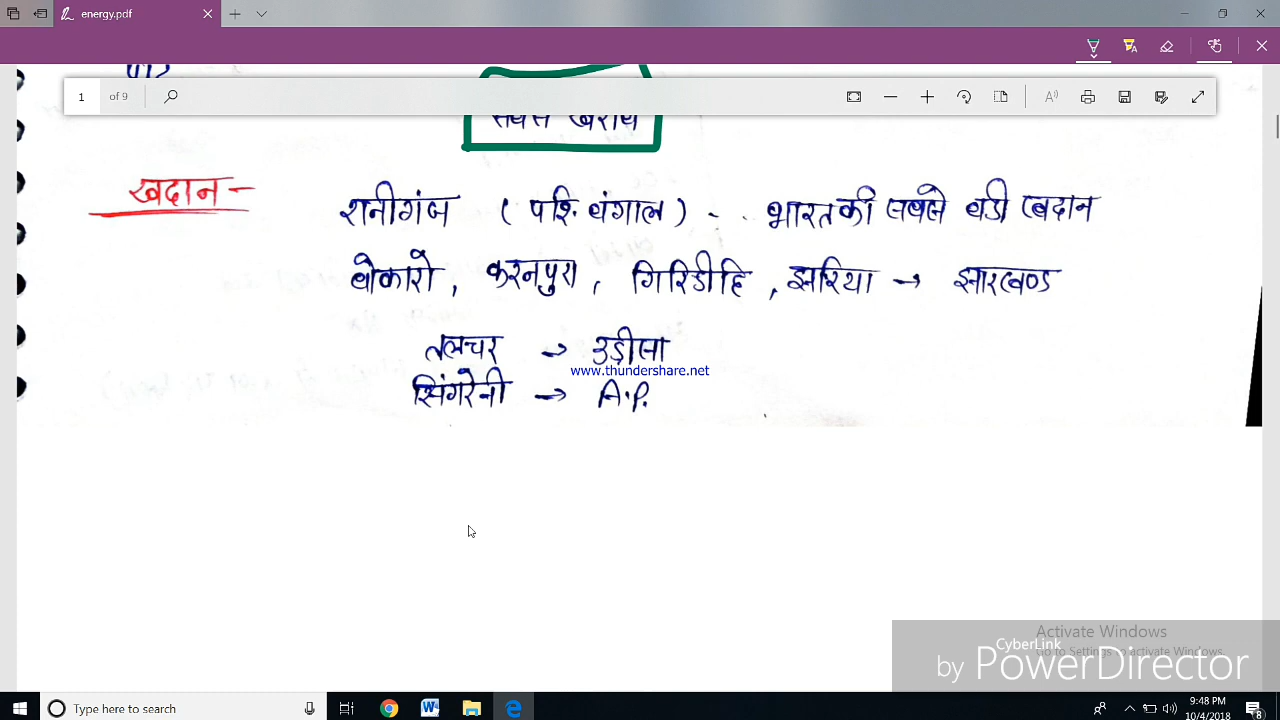 energy.pdf
1 of 9
सबसे खराब
खदान -
रानीगंज ( पश्चि. बंगाल ) - .. भारत की सबसे बडी खदान
बोकारो , करनपुरा , गिरिडीहि , झरिया → झारखण्ड
तलचर → उड़ीसा
www.thundershare.net
सिंगरेनी → A.P.
Activate Windows
Go to Settings to activate Windows.
CyberLink
by PowerDirector
Type here to search
9:48 PM
10/4/2018